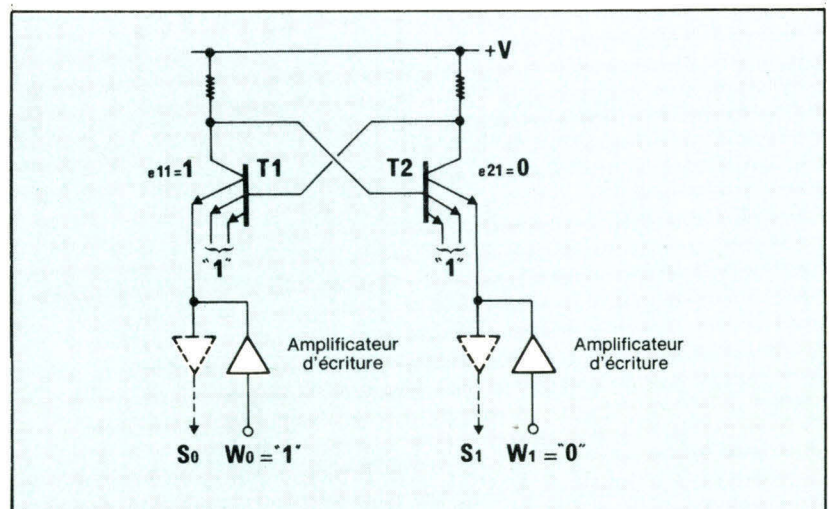 +V
e11=1 T1 T2 e21=0
"1" "1"
Amplificateur
d'écriture
Amplificateur
d'écriture
S0 W0="1" S1 W1="0"